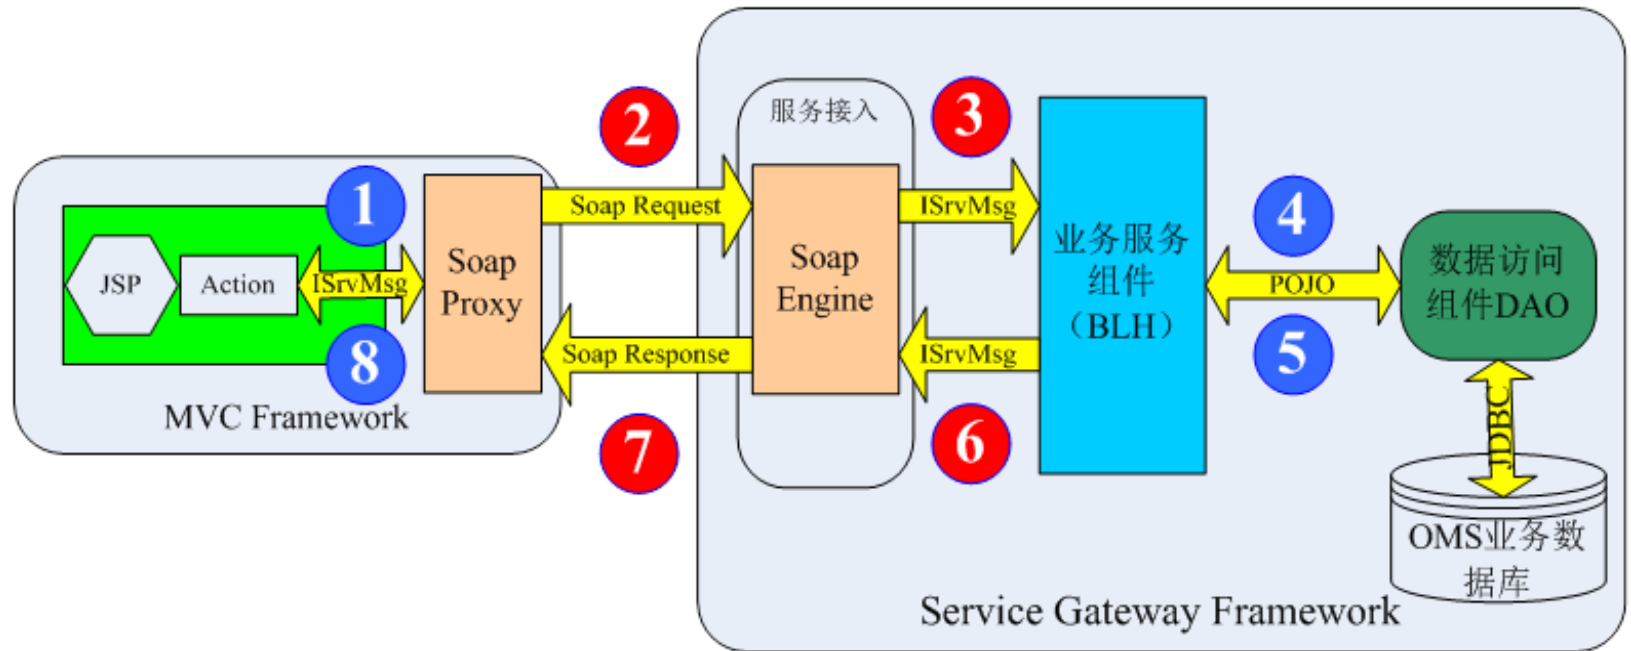 服务接入
2
3
1
Soap Request
ISrvMsg
4
JSP
Action
ISrvMsg
Soap
Proxy
Soap
Engine
业务服务
组件
（BLH）
POJO
数据访问
组件DAO
8
Soap Response
ISrvMsg
5
MVC Framework
7
6
JDBC
OMS业务数
据库
Service Gateway Framework